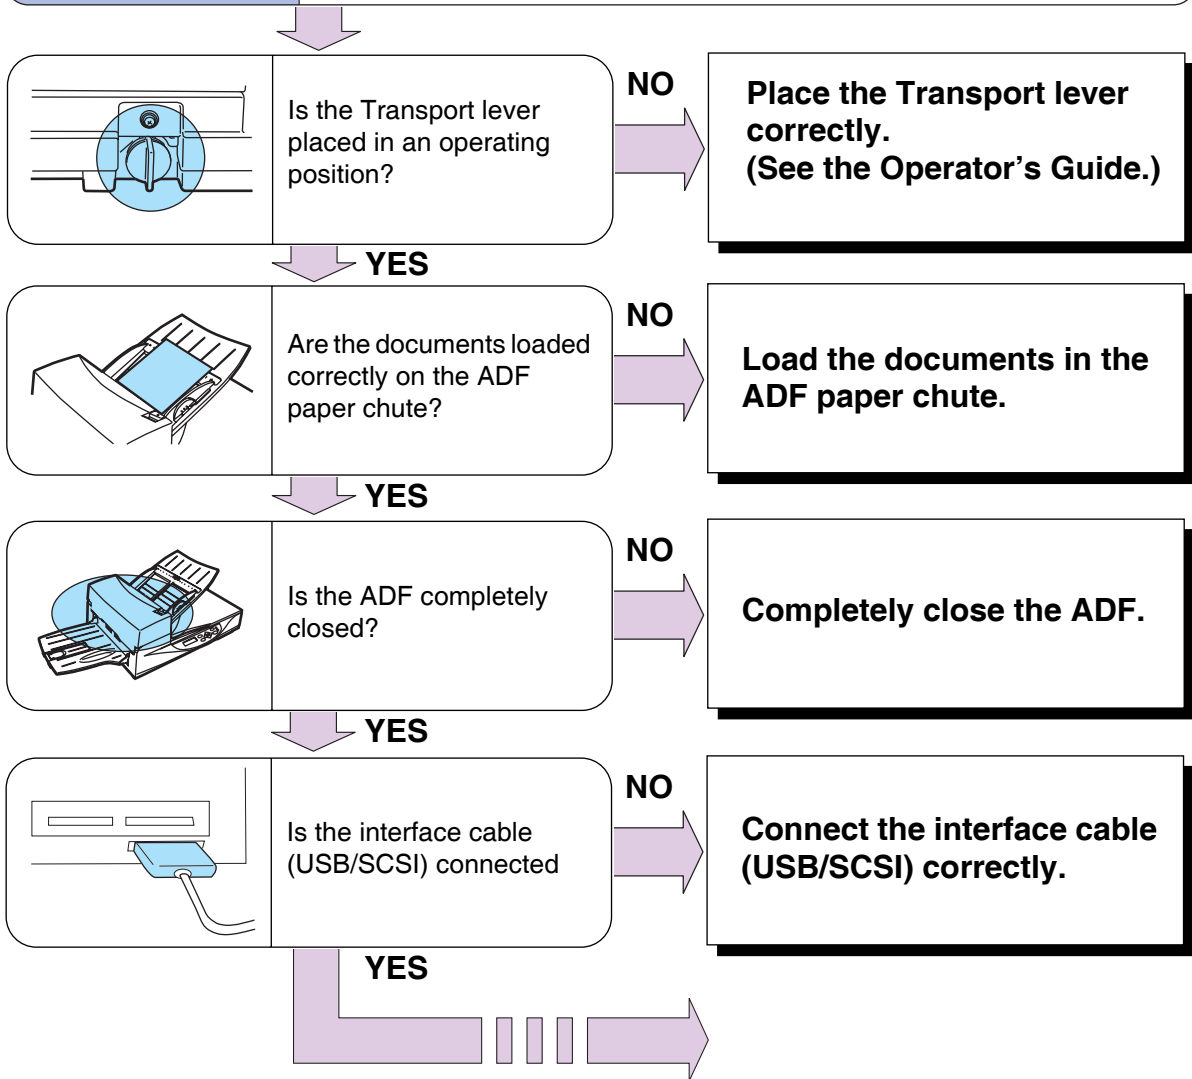 Is the Transport lever
placed in an operating
position?
NO
Place the Transport lever
correctly.
(See the Operator’s Guide.)
YES
Are the documents loaded
correctly on the ADF
paper chute?
NO
Load the documents in the
ADF paper chute.
YES
Is the ADF completely
closed?
NO
Completely close the ADF.
YES
Is the interface cable
(USB/SCSI) connected
NO
Connect the interface cable
(USB/SCSI) correctly.
YES